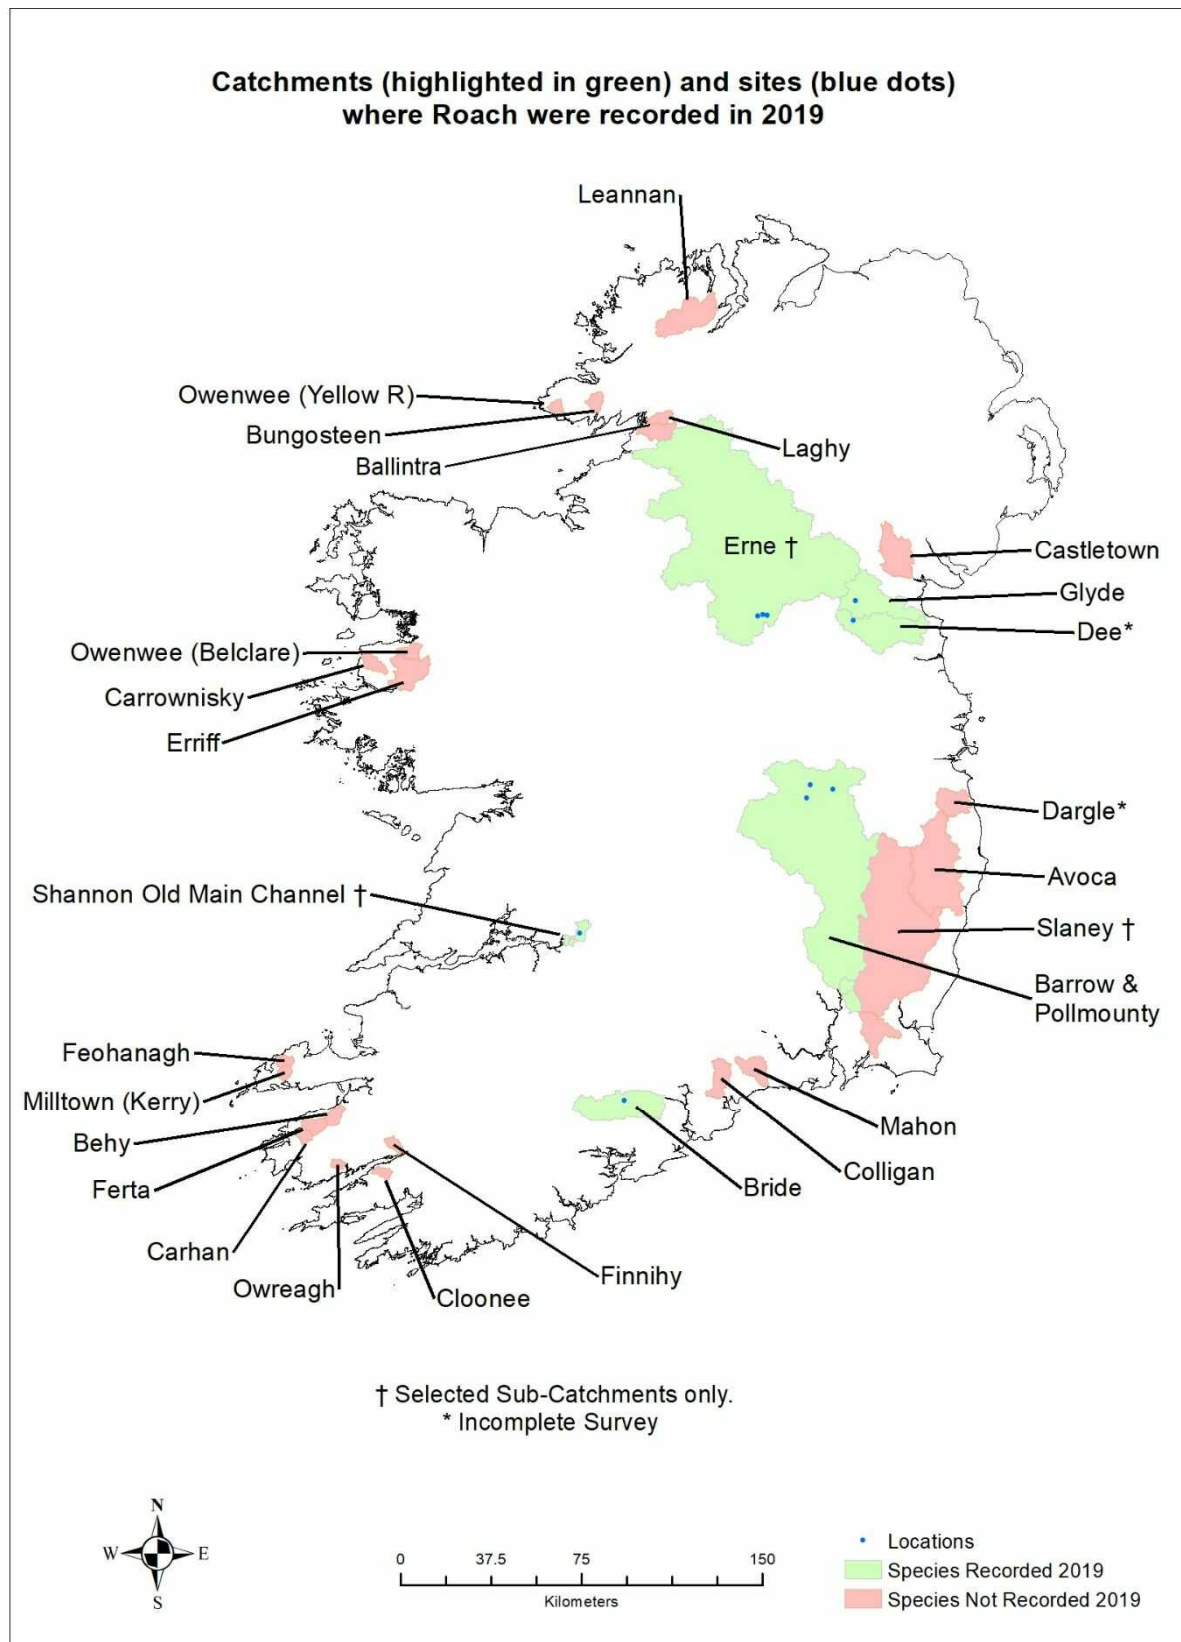 Catchments (highlighted in green) and sites (blue dots)
where Roach were recorded in 2019
Leannan
Owenwee (Yellow R)
Bungosteen
Ballintra
Laghy
Erne †
Castletown
Glyde
Dee*
Owenwee (Belclare)
Carrownisky
Erriff
Dargle*
Avoca
Shannon Old Main Channel †
Slaney †
Barrow &
Pollmounty
Feohanagh
Milltown (Kerry)
Behy
Ferta
Carhan
Owreagh
Cloonee
Finnihy
Bride
Colligan
Mahon
† Selected Sub-Catchments only.
* Incomplete Survey
N
W E
S
0 37.5 75 150
Kilometers
Locations
Species Recorded 2019
Species Not Recorded 2019